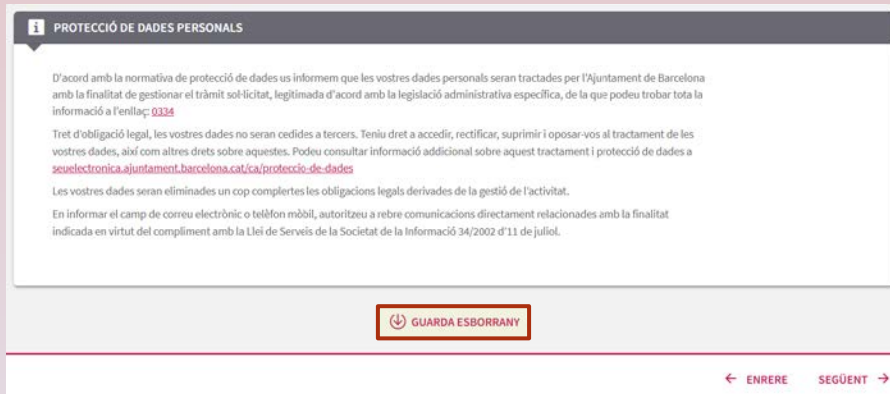 i PROTECCIÓ DE DADES PERSONALS
D'acord amb la normativa de protecció de dades us informem que les vostres dades personals seran tractades per l'Ajuntament de Barcelona
amb la finalitat de gestionar el tràmit sol·licitat, legitimada d'acord amb la legislació administrativa específica, de la que podeu trobar tota la
informació a l'enllaç: 0334
Tret d'obligació legal, les vostres dades no seran cedides a tercers. Teniu dret a accedir, rectificar, suprimir i oposar-vos al tractament de les
vostres dades, així com altres drets sobre aquestes. Podeu consultar informació addicional sobre aquest tractament i protecció de dades a
seuelectronica.ajuntament.barcelona.cat/ca/proteccio-de-dades
Les vostres dades seran eliminades un cop complertes les obligacions legals derivades de la gestió de l'activitat.
En informar el camp de correu electrònic o telèfon mòbil, autoritzeu a rebre comunicacions directament relacionades amb la finalitat
indicada en virtut del compliment amb la Llei de Serveis de la Societat de la Informació 34/2002 d'11 de juliol.
GUARDA ESBORRANY
← ENRERE SEGÜENT →